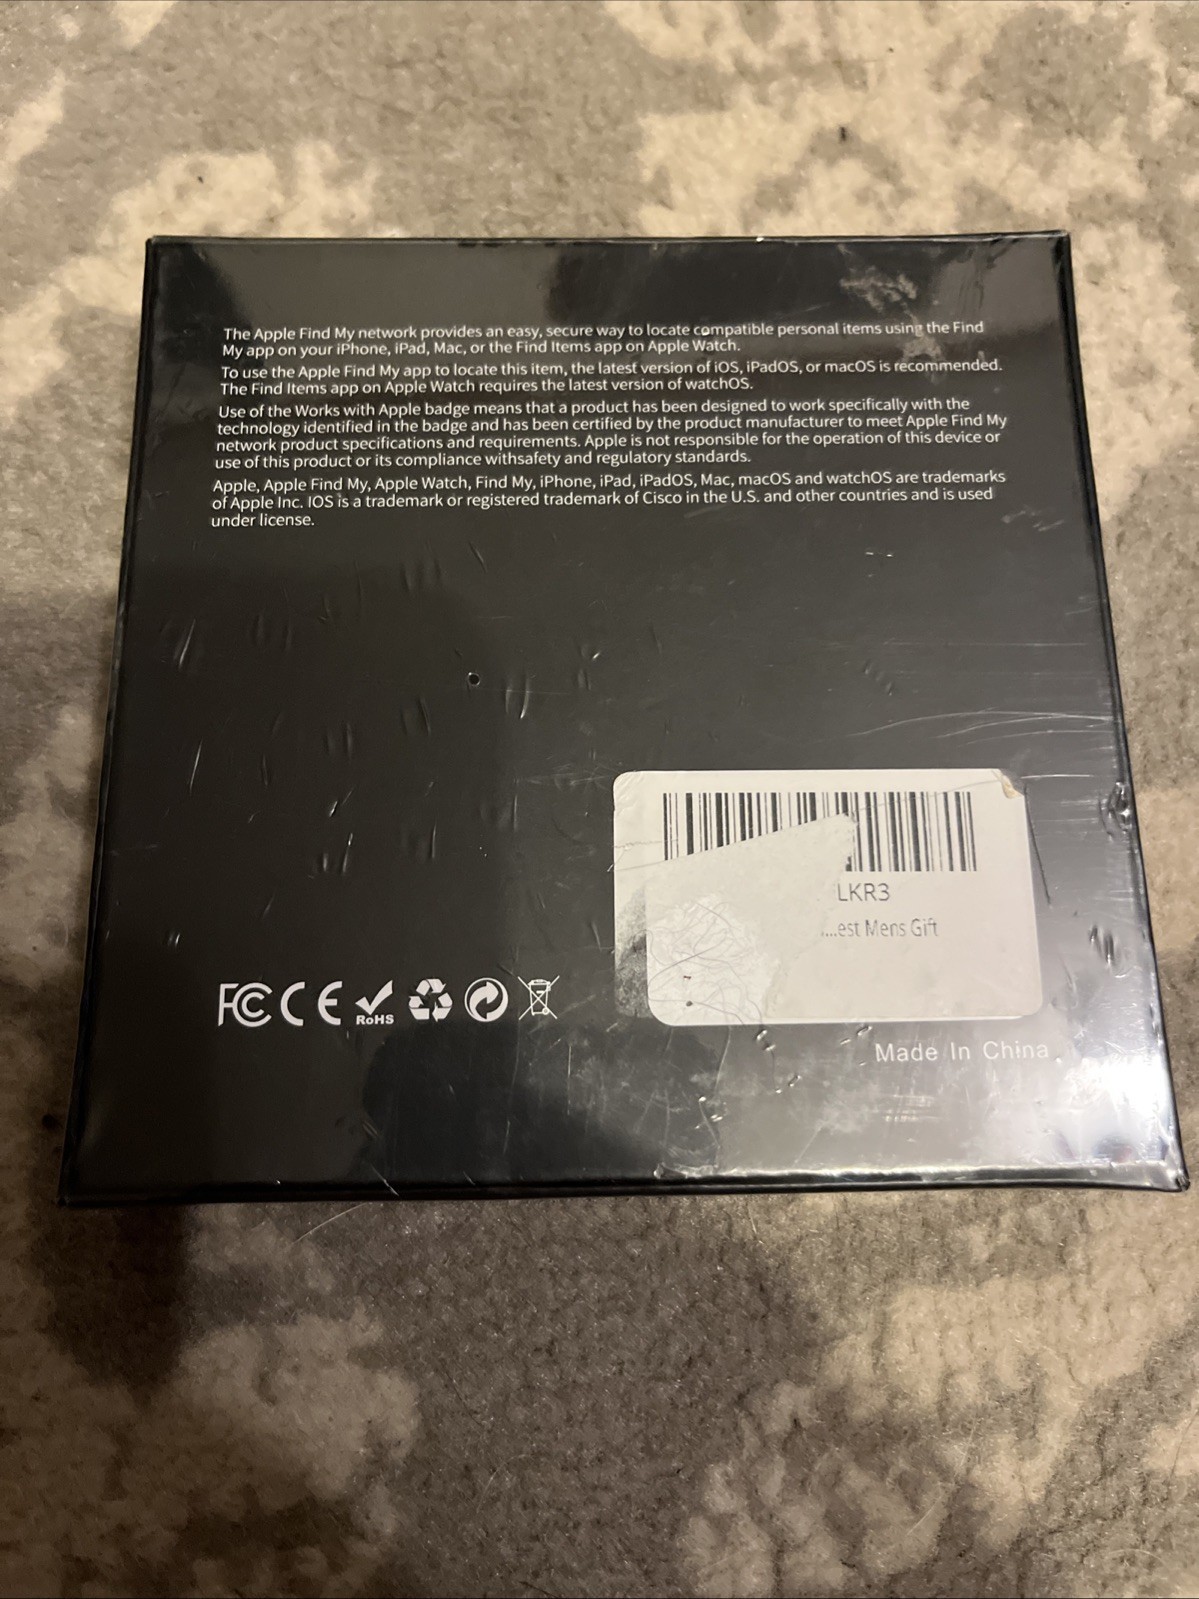 The Apple Find My network provides an easy, secure way to locate compatible personal items using the Find
My app on your iPhone, iPad, Mac, or the Find Items app on Apple Watch.
To use the Apple Find My app to locate this item, the latest version of iOS, iPadOS, or macOS is recommended.
The Find Items app on Apple Watch requires the latest version of watchOS.
Use of the Works with Apple badge means that a product has been designed to work specifically with the
technology identified in the badge and has been certified by the product manufacturer to meet Apple Find My
network product specifications and requirements. Apple is not responsible for the operation of this device or
use of this product or its compliance withsafety and regulatory standards.
Apple, Apple Find My, Apple Watch, Find My, iPhone, iPad, iPadOS, Mac, macOS and watchOS are trademarks
of Apple Inc. IOS is a trademark or registered trademark of Cisco in the U.S. and other countries and is used
under license.
LKR3
...est Mens Gift
FC CE RoHS
Made In China